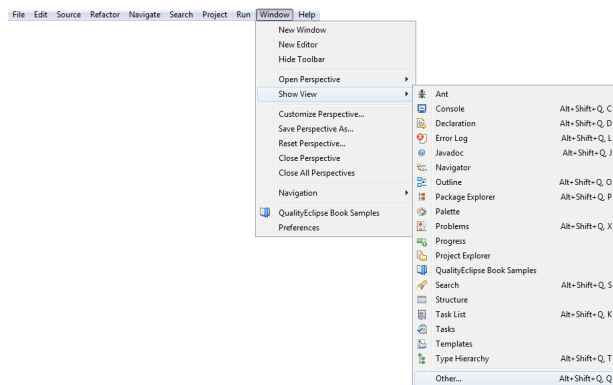 File Edit Source Refactor Navigate Search Project Run Window Help
New Window
New Editor
Hide Toolbar
Open Perspective
Show View
Customize Perspective...
Save Perspective As...
Reset Perspective...
Close Perspective
Close All Perspectives
Navigation
QualityEclipse Book Samples
Preferences
Ant
Console Alt+Shift+Q, C
Declaration Alt+Shift+Q, D
Error Log Alt+Shift+Q, L
Javadoc Alt+Shift+Q, J
Navigator
Outline Alt+Shift+Q, O
Package Explorer Alt+Shift+Q, P
Palette
Problems Alt+Shift+Q, X
Progress
Project Explorer
QualityEclipse Book Samples
Search Alt+Shift+Q, S
Structure
Task List Alt+Shift+Q, K
Tasks
Templates
Type Hierarchy Alt+Shift+Q, T
Other... Alt+Shift+Q, Q